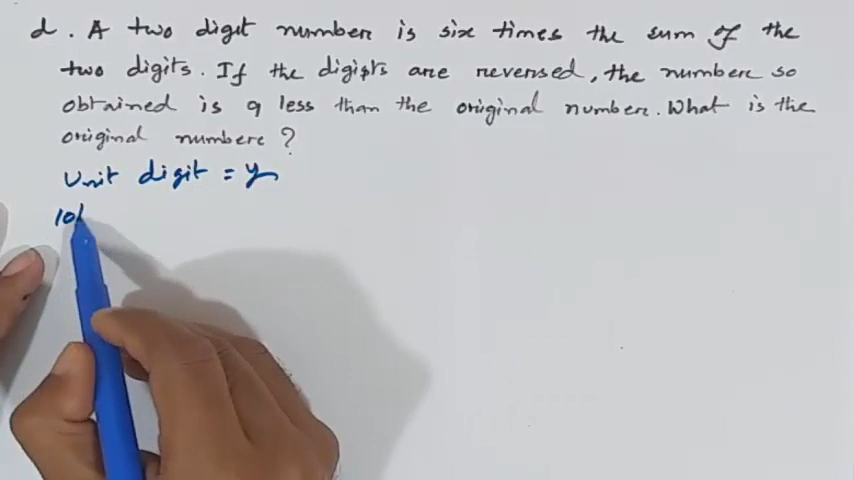 d. A two digit number is six times the sum of the
two digits. If the digits are reversed, the number so
obtained is 9 less than the original number. What is the
original number?
Unit digit = y
10